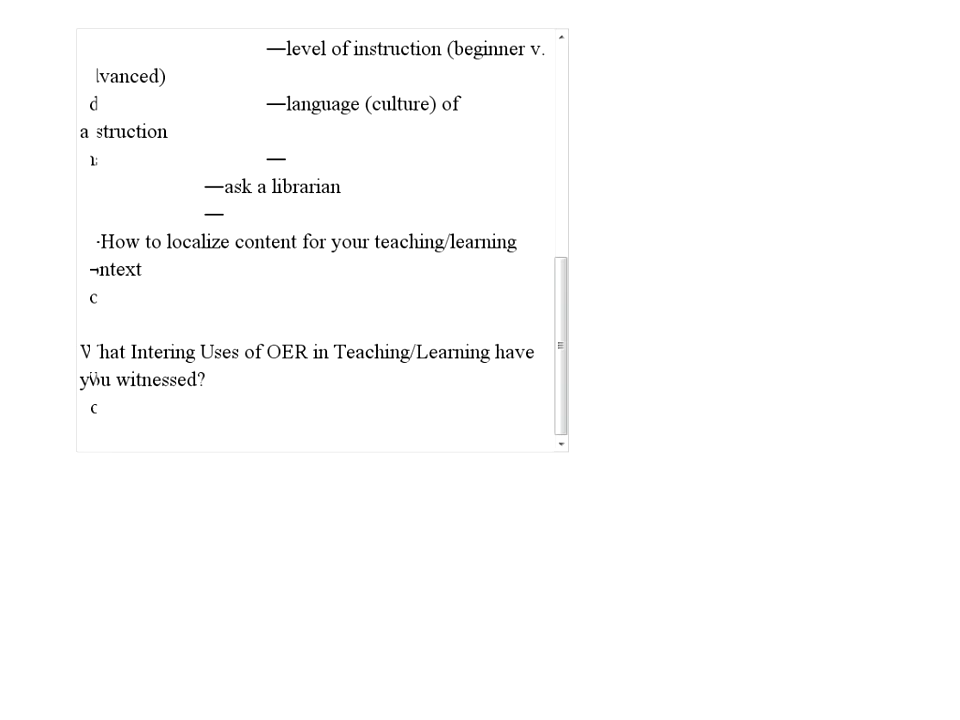 —level of instruction (beginner v.
lvanced)
d —language (culture) of
a struction
—
—ask a librarian
—
-How to localize content for your teaching/learning
ntext
c
hat Intering Uses of OER in Teaching/Learning have
you witnessed?
c